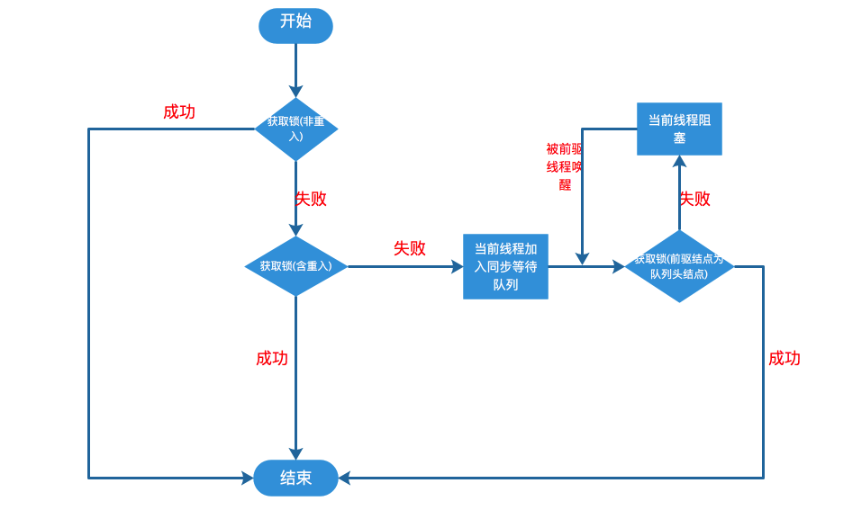 开始
成功
获取锁(非重
入)
失败
获取锁(含重入)
失败
当前线程加
入同步等待
队列
被前驱
线程唤
醒
当前线程阻
塞
失败
获取锁(前驱结点为
队列头结点)
成功
成功
结束